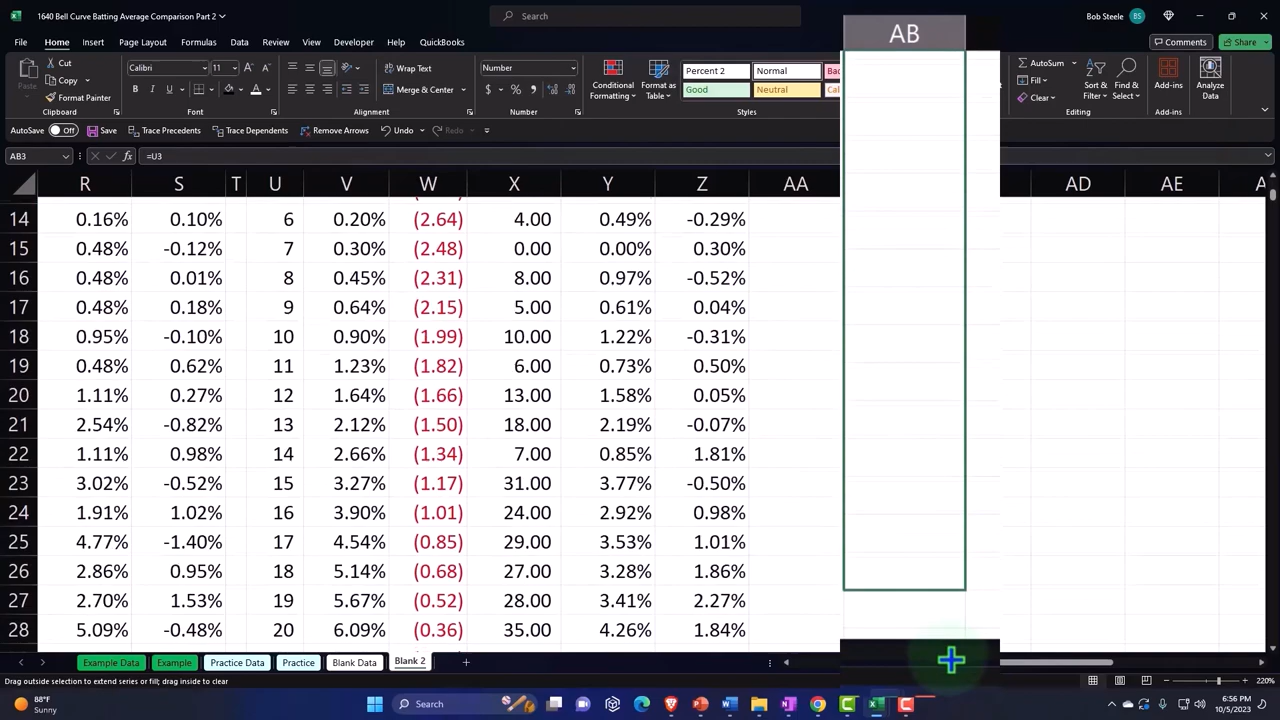 1640 Bell Curve Batting Average Comparison Part 2
Search
Bob Steele BS
AB
Home Insert Page Layout Formulas Data Review View Developer Help QuickBooks Comments Share
Cut
Copy
Format Painter
Clipboard
11
Font
Wrap Text
Merge & Center
Alignment
Number
Number
Conditional Formatting
Format as Table
Percent 2 Normal
Good Neutral
Styles
AutoSum
Clear
Sort & Filter
Find & Select
Editing
Add-ins
Add-ins
Analyze Data
AutoSave Off Save Trace Precedents Trace Dependents Remove Arrows Undo Redo
AB3 fx =U3
R S T U V W X Y Z AA AD AE
14 0.16% 0.10% 6 0.20% (2.64) 4.00 0.49% -0.29%
15 0.48% -0.12% 7 0.30% (2.48) 0.00 0.00% 0.30%
16 0.48% 0.01% 8 0.45% (2.31) 8.00 0.97% -0.52%
17 0.48% 0.18% 9 0.64% (2.15) 5.00 0.61% 0.04%
18 0.95% -0.10% 10 0.90% (1.99) 10.00 1.22% -0.31%
19 0.48% 0.62% 11 1.23% (1.82) 6.00 0.73% 0.50%
20 1.11% 0.27% 12 1.64% (1.66) 13.00 1.58% 0.05%
21 2.54% -0.82% 13 2.12% (1.50) 18.00 2.19% -0.07%
22 1.11% 0.98% 14 2.66% (1.34) 7.00 0.85% 1.81%
23 3.02% -0.52% 15 3.27% (1.17) 31.00 3.77% -0.50%
24 1.91% 1.02% 16 3.90% (1.01) 24.00 2.92% 0.98%
25 4.77% -1.40% 17 4.54% (0.85) 29.00 3.53% 1.01%
26 2.86% 0.95% 18 5.14% (0.68) 27.00 3.28% 1.86%
27 2.70% 1.53% 19 5.67% (0.52) 28.00 3.41% 2.27%
28 5.09% -0.48% 20 6.09% (0.36) 35.00 4.26% 1.84%
Example Data Example Practice Data Practice Blank Data Blank 2
Drag outside selection to extend series or fill; drag inside to clear
220%
88°F
Sunny
Search
6:56 PM
10/5/2023